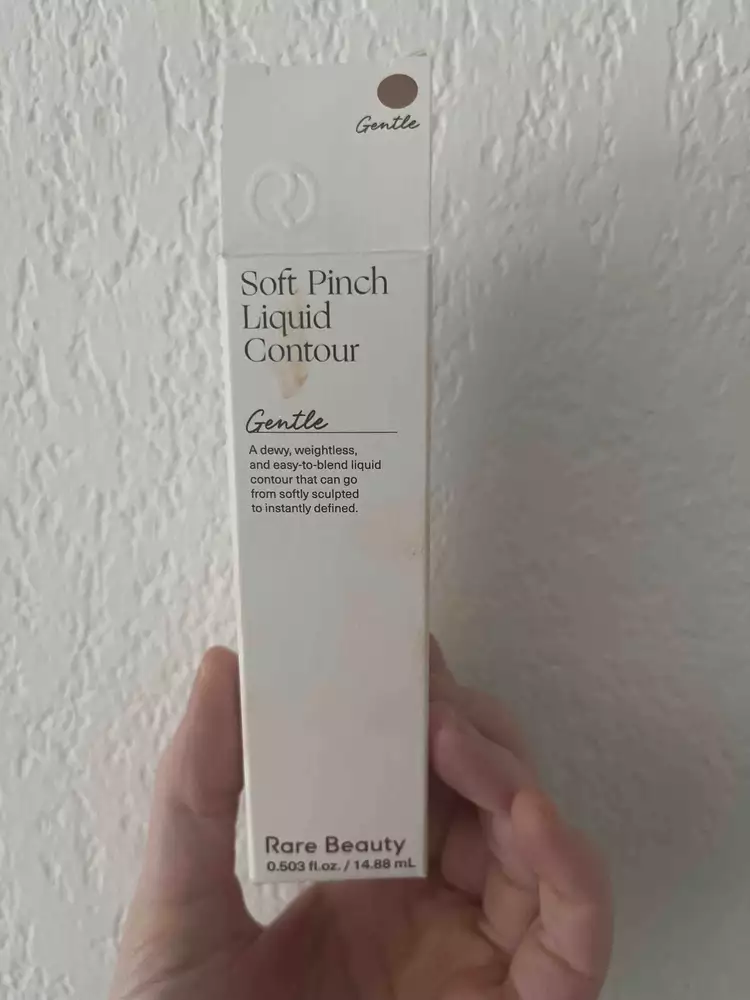 Gentle
Soft Pinch
Liquid
Contour
Gentle
A dewy, weightless,
and easy-to-blend liquid
contour that can go
from softly sculpted
to instantly defined.
Rare Beauty
0.503 fl.oz. / 14.88 mL